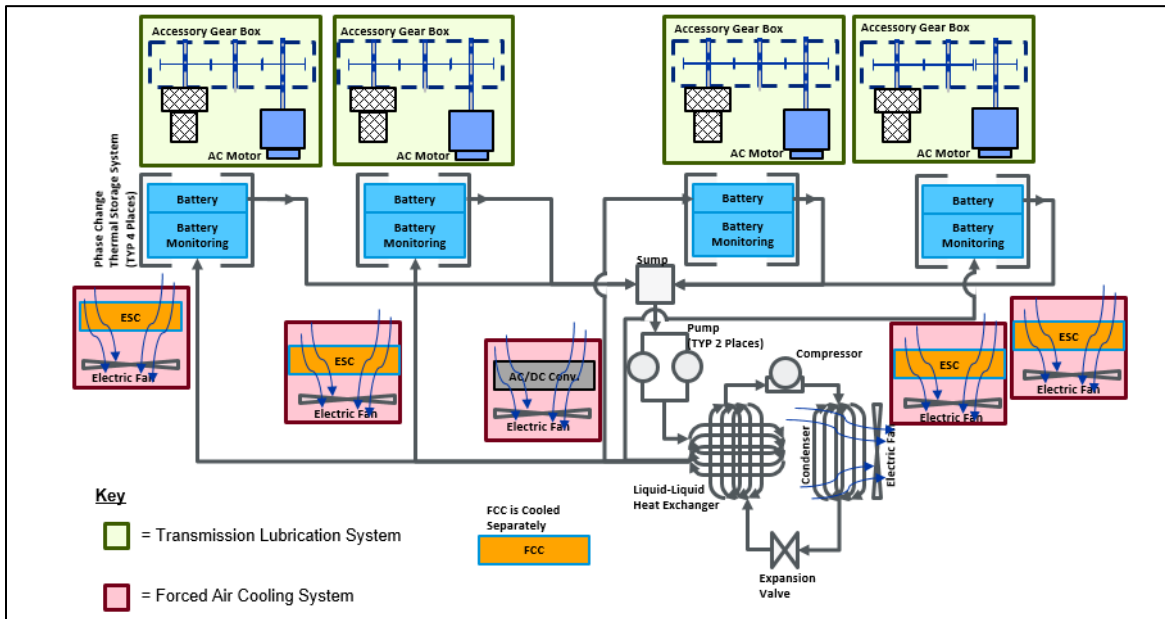 Accessory Gear Box
Accessory Gear Box
Accessory Gear Box
Accessory Gear Box
AC Motor
AC Motor
AC Motor
AC Motor
Phase Change
Thermal Storage System
(TYP 4 Places)
Battery
Battery
Monitoring
Battery
Battery
Monitoring
Battery
Battery
Monitoring
Battery
Battery
Monitoring
Sump
ESC
Electric Fan
ESC
Electric Fan
AC/DC Conv.
Electric Fan
Pump
(TYP 2 Places)
Compressor
ESC
Electric Fan
ESC
Electric Fan
Condenser
Electric Fan
Liquid-Liquid
Heat Exchanger
Expansion
Valve
Key
= Transmission Lubrication System
= Forced Air Cooling System
FCC is Cooled
Separately
FCC